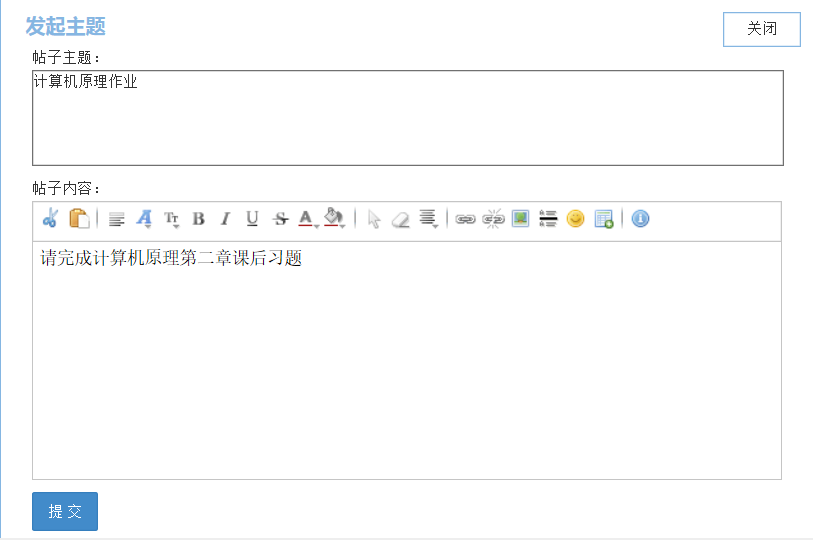 发起主题
关闭
帖子主题：
计算机原理作业
帖子内容：
请完成计算机原理第二章课后习题
提 交